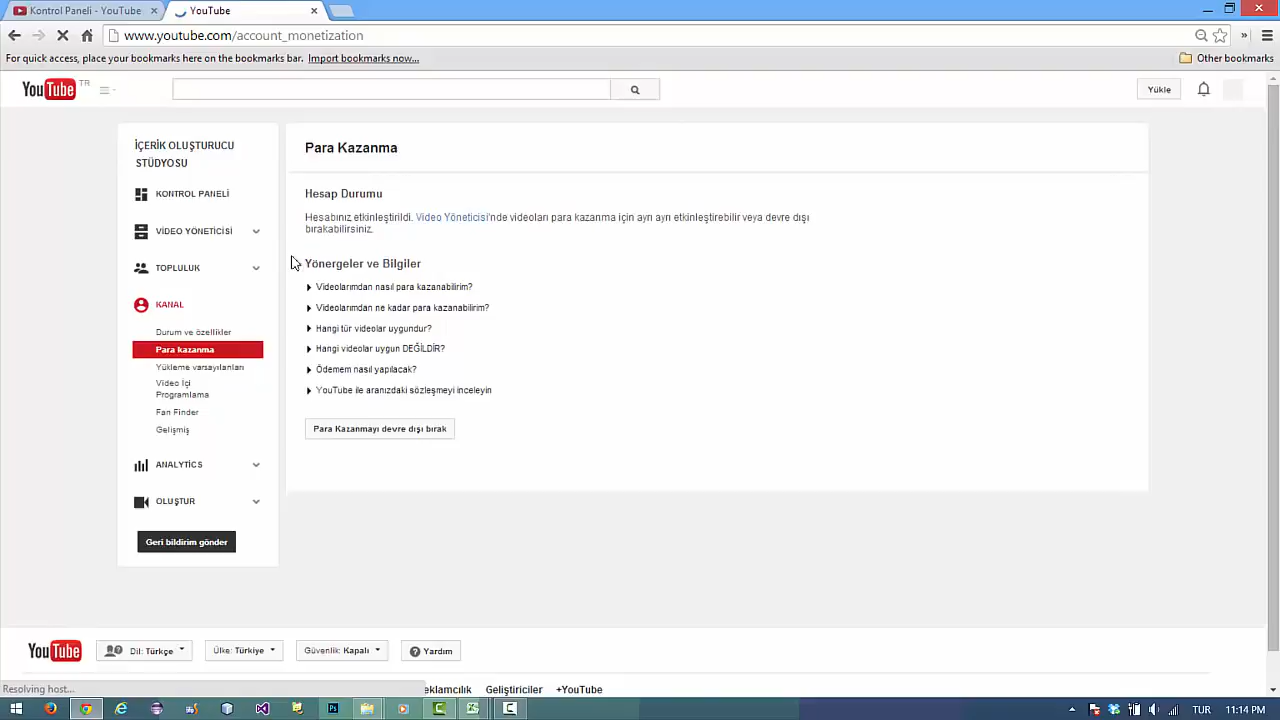 Kontrol Paneli - YouTube
YouTube
www.youtube.com/account_monetization
For quick access, place your bookmarks here on the bookmarks bar. Import bookmarks now...
Other bookmarks
YouTube TR
Yükle
İÇERİK OLUŞTURUCU
STÜDYOSU
KONTROL PANELİ
VİDEO YÖNETİCİSİ
TOPLULUK
KANAL
Durum ve özellikler
Para kazanma
Yükleme varsayılanları
Video İçi
Programlama
Fan Finder
Gelişmiş
ANALYTICS
OLUŞTUR
Geri bildirim gönder
Para Kazanma
Hesap Durumu
Hesabınız etkinleştirildi. Video Yöneticisi'nde videoları para kazanma için ayrı ayrı etkinleştirebilir veya devre dışı
bırakabilirsiniz.
Yönergeler ve Bilgiler
Videolarımdan nasıl para kazanabilirim?
Videolarımdan ne kadar para kazanabilirim?
Hangi tür videolar uygundur?
Hangi videolar uygun DEĞİLDİR?
Ödemem nasıl yapılacak?
YouTube ile aranızdaki sözleşmeyi inceleyin
Para Kazanmayı devre dışı bırak
YouTube
Dil: Türkçe
Ülke: Türkiye
Güvenlik: Kapalı
Yardım
Resolving host...
eklamcılık
Geliştiriciler
+YouTube
TUR
11:14 PM